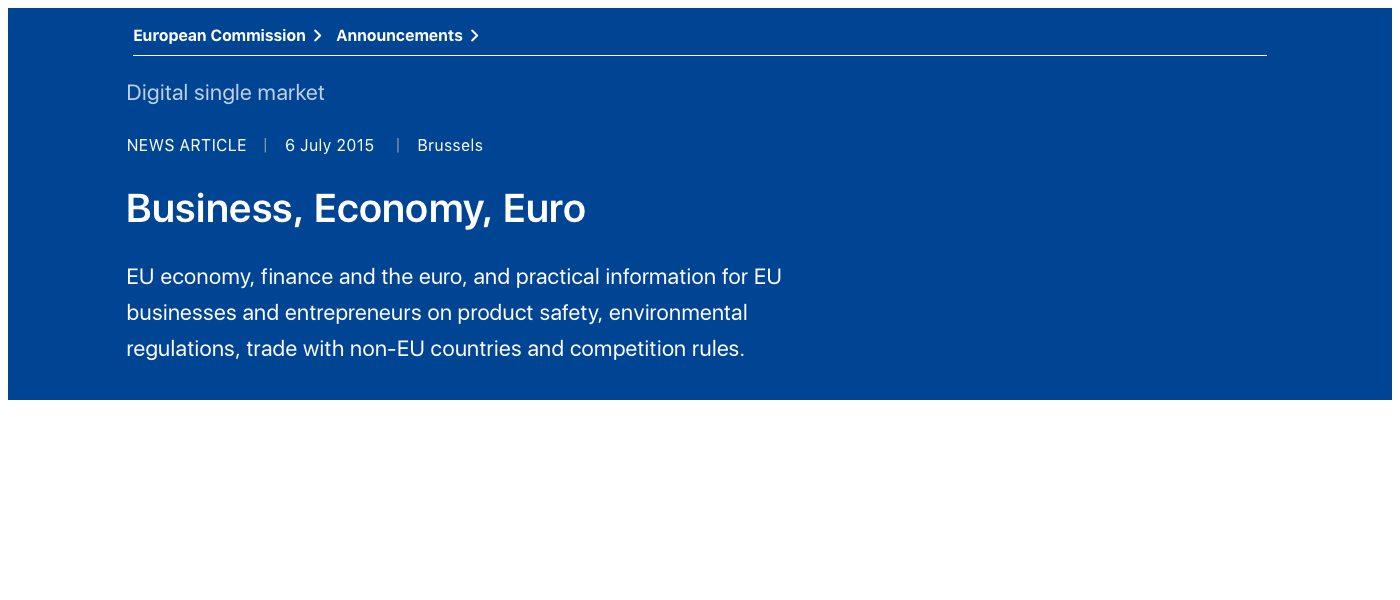 European Commission > Announcements >
Digital single market
NEWS ARTICLE | 6 July 2015 | Brussels
Business, Economy, Euro
EU economy, finance and the euro, and practical information for EU
businesses and entrepreneurs on product safety, environmental
regulations, trade with non-EU countries and competition rules.